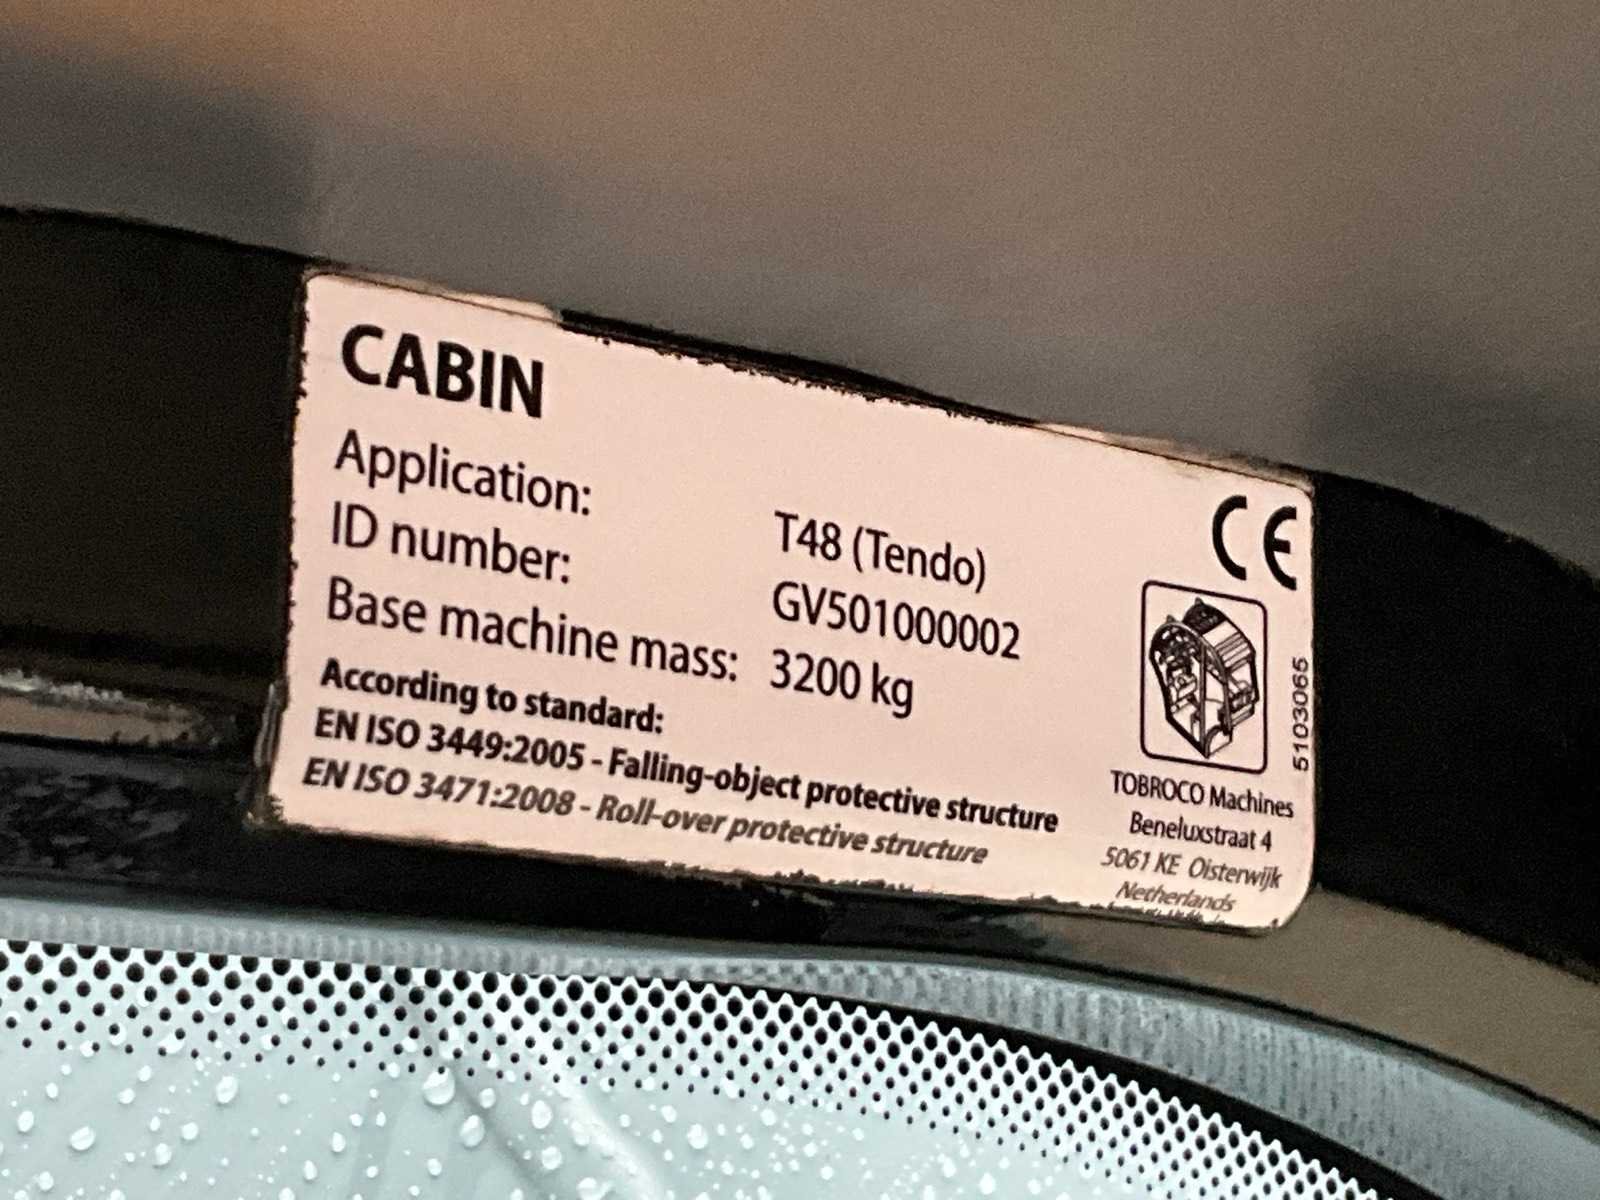 CABIN
Application: T48 (Tendo)
ID number: GV501000002
Base machine mass: 3200 kg
According to standard:
EN ISO 3449:2005 - Falling-object protective structure
EN ISO 3471:2008 - Roll-over protective structure
CE
51030065
TOBROCO Machines
Beneluxstraat 4
5061 KE Oisterwijk
Netherlands